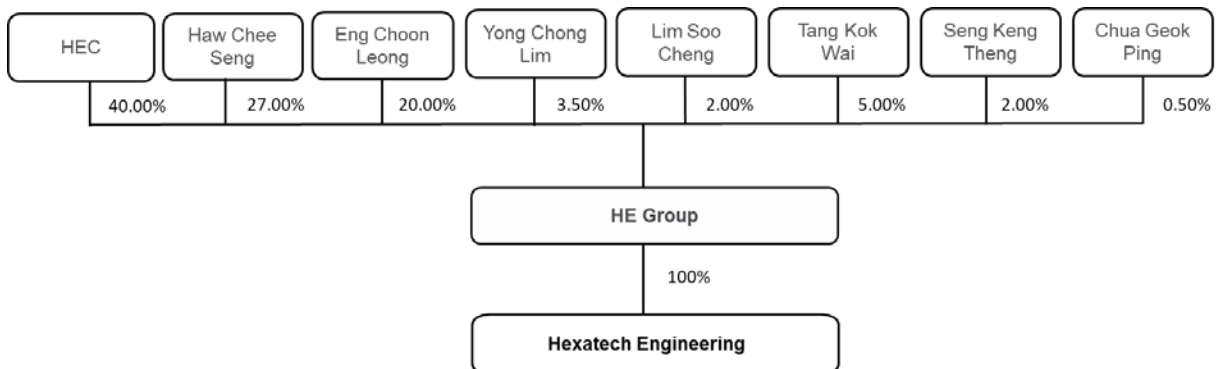 HEC
Haw Chee
Seng
Eng Choon
Leong
Yong Chong
Lim
Lim Soo
Cheng
Tang Kok
Wai
Seng Keng
Theng
Chua Geok
Ping
40.00%
27.00%
20.00%
3.50%
2.00%
5.00%
2.00%
0.50%
HE Group
100%
Hexatech Engineering